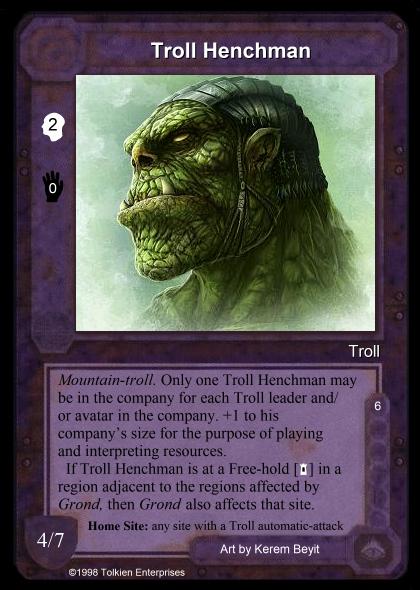 Troll Henchman
2
0
Troll
Mountain-troll. Only one Troll Henchman may
be in the company for each Troll leader and/
or avatar in the company. +1 to his
company's size for the purpose of playing
and interpreting resources.
If Troll Henchman is at a Free-hold [ ] in a
region adjacent to the regions affected by
Grond, then Grond also affects that site.
6
Home Site: any site with a Troll automatic-attack
4/7
Art by Kerem Beyit
©1998 Tolkien Enterprises